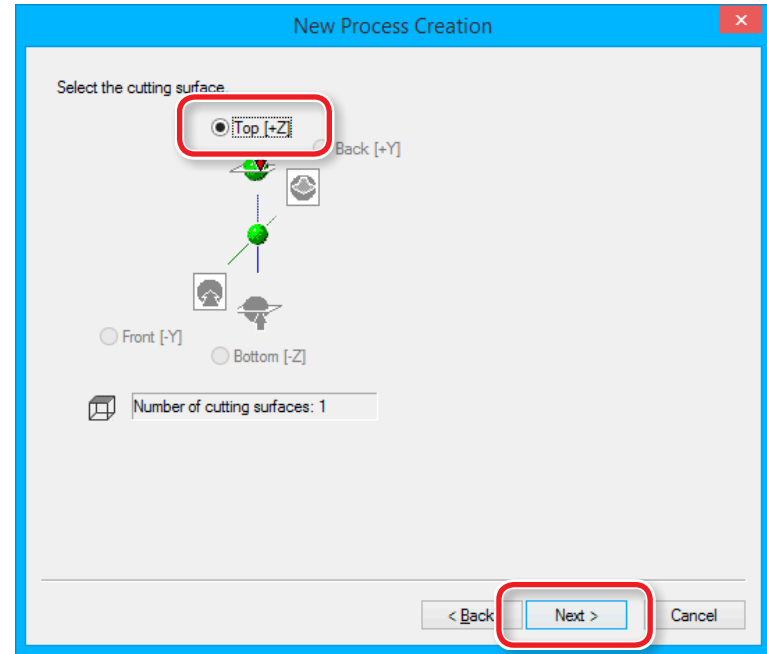 New Process Creation
Select the cutting surface.
Top [+Z]
Back [+Y]
Front [-Y]
Bottom [-Z]
Number of cutting surfaces: 1
< Back
Next >
Cancel